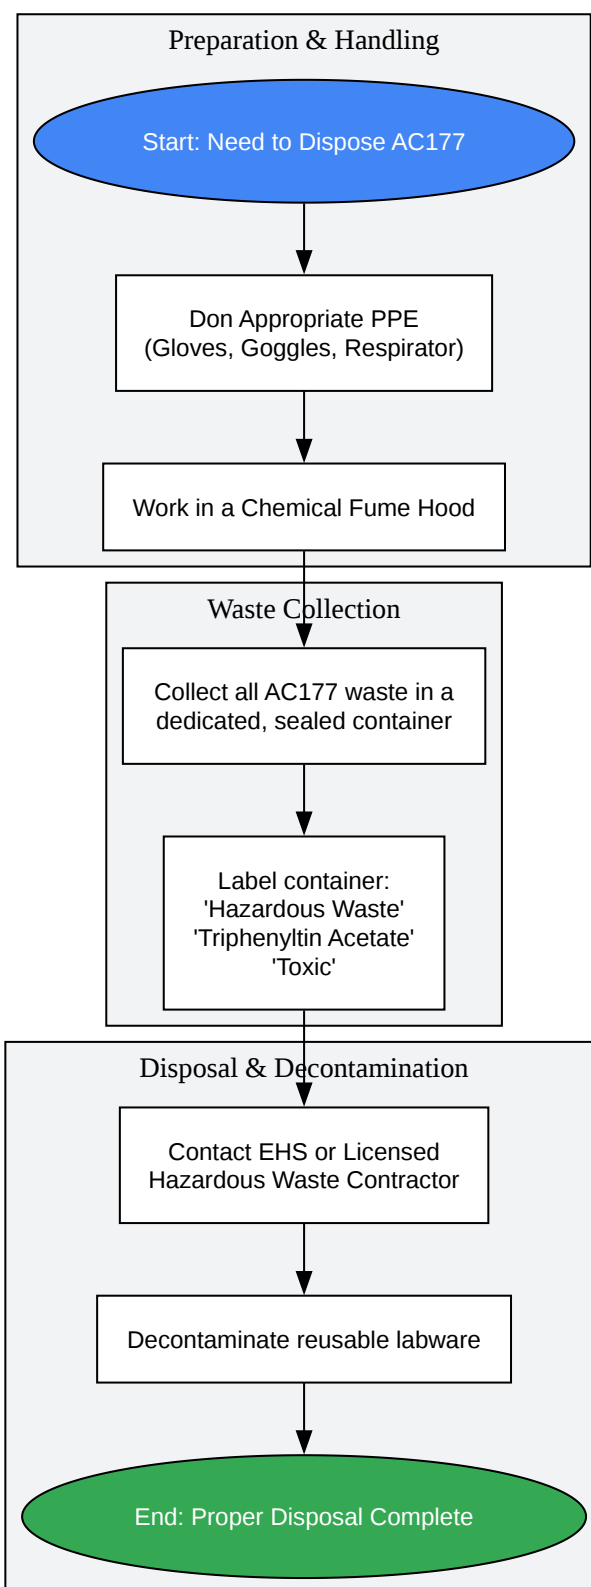 Preparation & Handling
Start: Need to Dispose AC177
Don Appropriate PPE
(Gloves, Goggles, Respirator)
Work in a Chemical Fume Hood
Waste Collection
Collect all AC177 waste in a
dedicated, sealed container
Label container:
'Hazardous Waste'
'Triphenyltin Acetate'
'Toxic'
Disposal & Decontamination
Contact EHS or Licensed
Hazardous Waste Contractor
Decontaminate reusable labware
End: Proper Disposal Complete